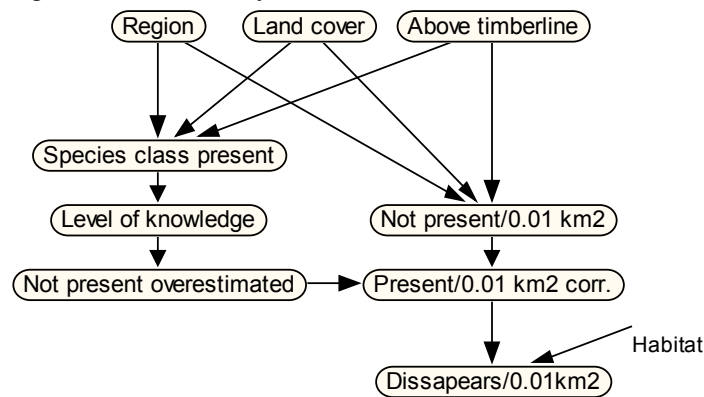 Region
Land cover
Above timberline
Species class present
Level of knowledge
Not present/0.01 km2
Not present overestimated
Present/0.01 km2 corr.
Habitat
Dissapears/0.01km2